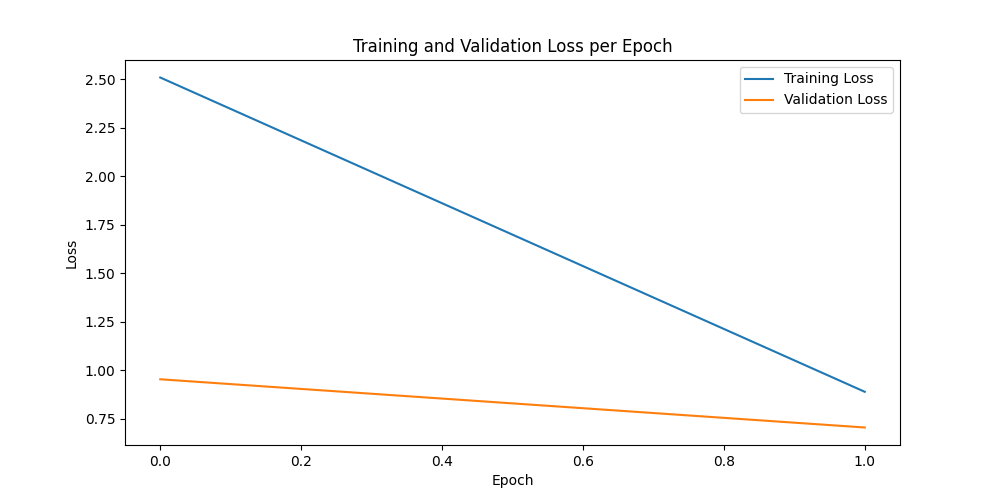 Training and Validation Loss per Epoch
Training Loss
Validation Loss
2.50
2.25
2.00
1.75
1.50
1.25
1.00
0.75
Loss
0.0 0.2 0.4 0.6 0.8 1.0
Epoch